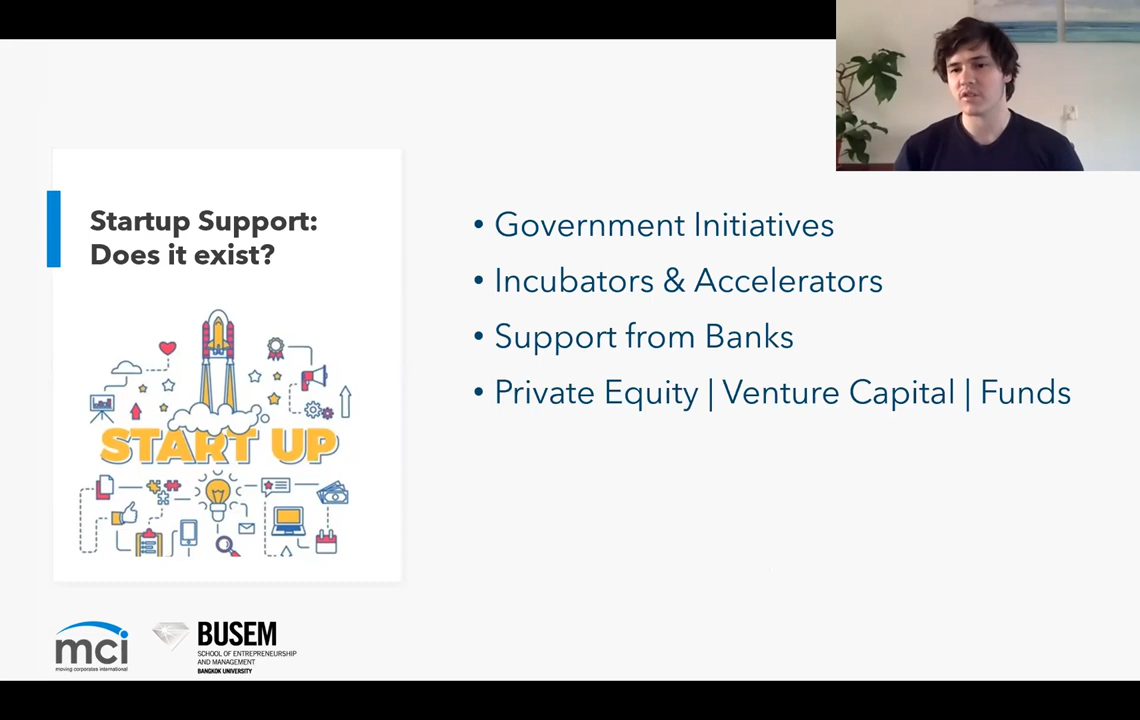 Startup Support:
Does it exist?
• Government Initiatives
• Incubators & Accelerators
• Support from Banks
• Private Equity | Venture Capital | Funds
START UP
mci
moving corporates international
BUSEM
SCHOOL OF ENTREPRENEURSHIP
AND MANAGEMENT
BANGKOK UNIVERSITY